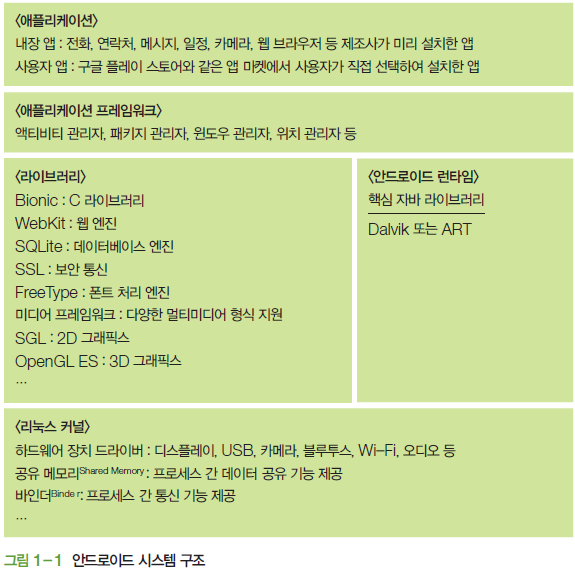 〈애플리케이션〉
내장 앱 : 전화, 연락처, 메시지, 일정, 카메라, 웹 브라우저 등 제조사가 미리 설치한 앱
사용자 앱 : 구글 플레이 스토어와 같은 앱 마켓에서 사용자가 직접 선택하여 설치한 앱
〈애플리케이션 프레임워크〉
액티비티 관리자, 패키지 관리자, 윈도우 관리자, 위치 관리자 등
〈라이브러리〉
Bionic : C 라이브러리
WebKit : 웹 엔진
SQLite : 데이터베이스 엔진
SSL : 보안 통신
FreeType : 폰트 처리 엔진
미디어 프레임워크 : 다양한 멀티미디어 형식 지원
SGL : 2D 그래픽스
OpenGL ES : 3D 그래픽스
…
〈안드로이드 런타임〉
핵심 자바 라이브러리
Dalvik 또는 ART
〈리눅스 커널〉
하드웨어 장치 드라이버 : 디스플레이, USB, 카메라, 블루투스, Wi-Fi, 오디오 등
공유 메모리Shared Memory : 프로세스 간 데이터 공유 기능 제공
바인더Binde r: 프로세스 간 통신 기능 제공
…
그림 1-1 안드로이드 시스템 구조